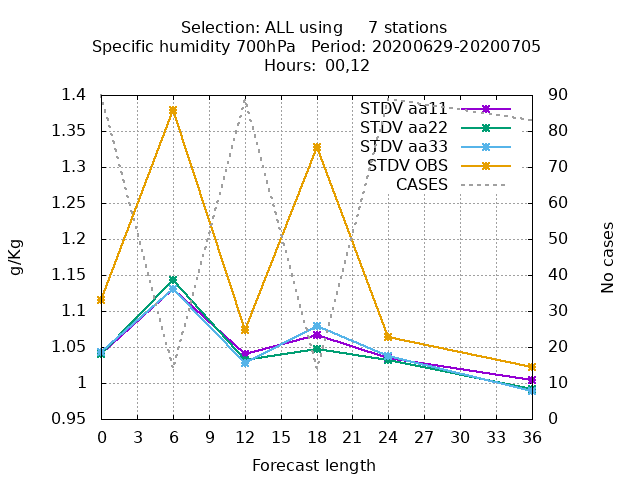 Selection: ALL using 7 stations
Specific humidity 700hPa Period: 20200629-20200705
Hours: 00,12
1.4
1.35
1.3
1.25
1.2
1.15
1.1
1.05
1
0.95
g/Kg
STDV aa11
STDV aa22
STDV aa33
STDV OBS
CASES
90
80
70
60
50
40
30
20
10
0
No cases
0 3 6 9 12 15 18 21 24 27 30 33 36
Forecast length